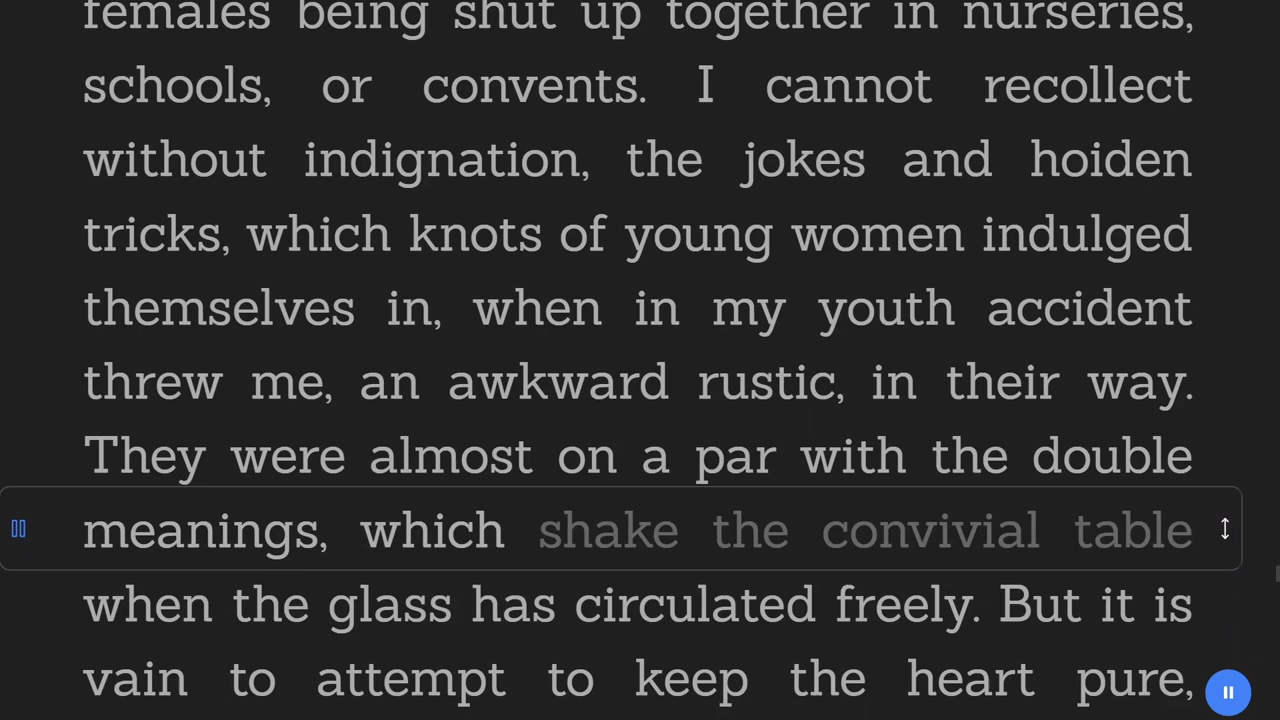 females being shut up together in nurseries,
schools, or convents. I cannot recollect
without indignation, the jokes and hoiden
tricks, which knots of young women indulged
themselves in, when in my youth accident
threw me, an awkward rustic, in their way.
They were almost on a par with the double
meanings, which shake the convivial table
when the glass has circulated freely. But it is
vain to attempt to keep the heart pure,